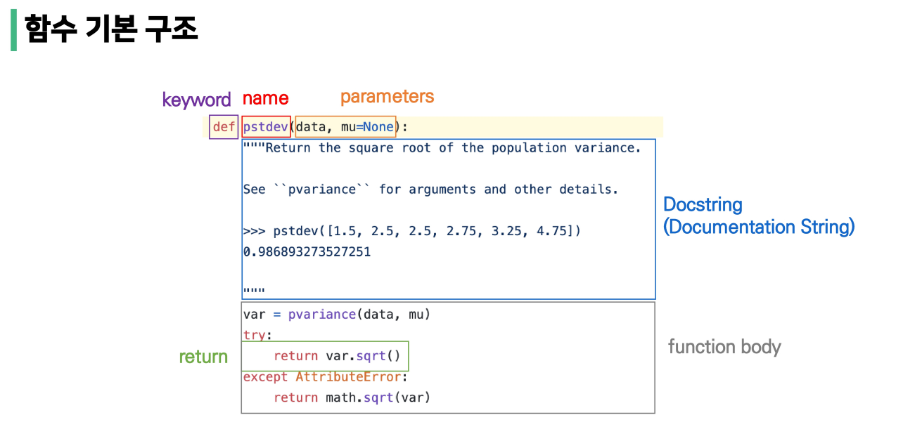 함수 기본 구조
keyword name parameters
def pstdev(data, mu=None):
"""Return the square root of the population variance.
See ``pvariance`` for arguments and other details.
>>> pstdev([1.5, 2.5, 2.5, 2.75, 3.25, 4.75])
0.986893273527251
"""
Docstring
(Documentation String)
var = pvariance(data, mu)
try:
return var.sqrt()
except AttributeError:
return math.sqrt(var)
return
function body